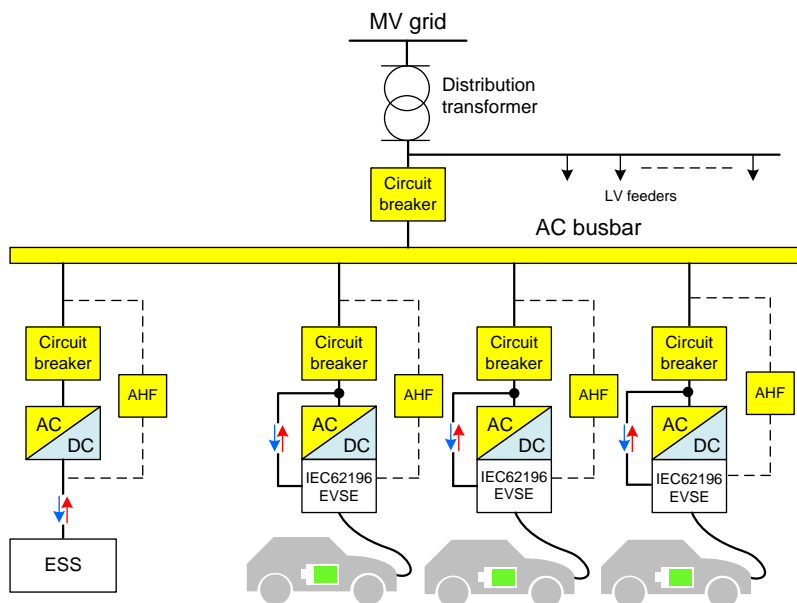 MV grid
Distribution
transformer
Circuit
breaker
LV feeders
AC busbar
Circuit
breaker
Circuit
breaker
Circuit
breaker
Circuit
breaker
AHF
AHF
AHF
AHF
AC
DC
AC
DC
AC
DC
AC
DC
IEC62196
EVSE
IEC62196
EVSE
IEC62196
EVSE
ESS